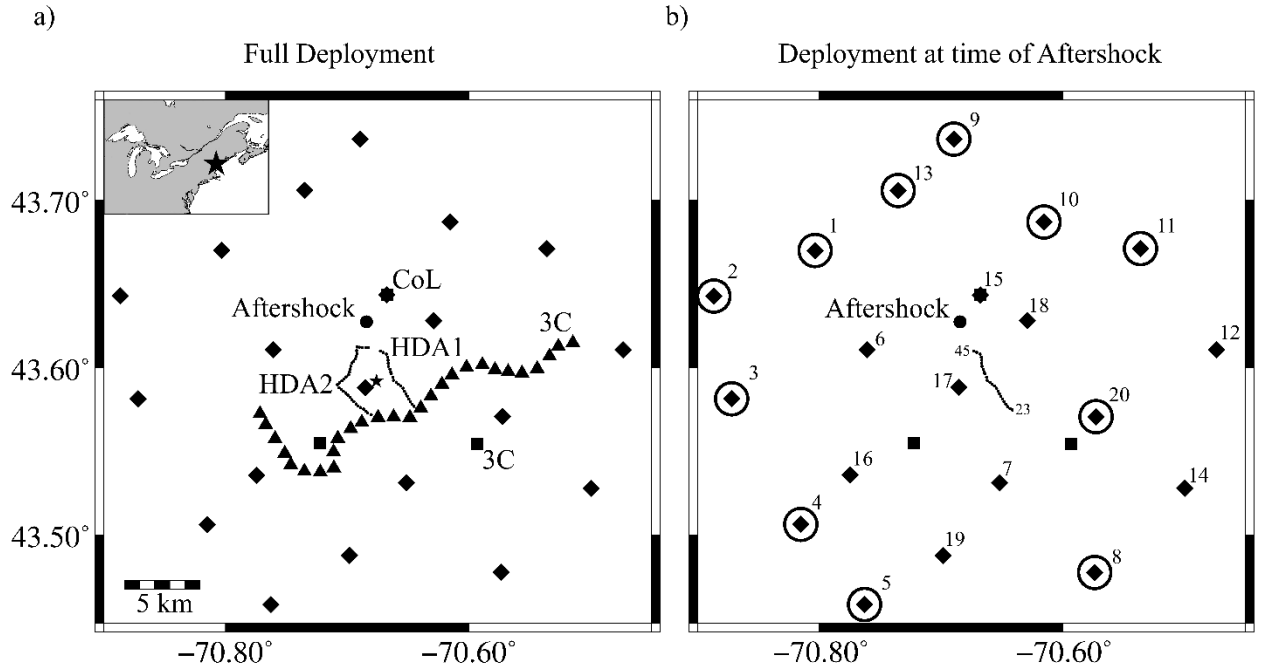 a)
Full Deployment
43.70°
43.60°
43.50°
CoL
Aftershock
3C
HDA1
HDA2
3C
5 km
−70.80°
−70.60°
b)
Deployment at time of Aftershock
9
13
10
1
11
2
15
Aftershock
18
6
12
45
3
17
23
20
16
7
14
4
19
8
5
−70.80°
−70.60°